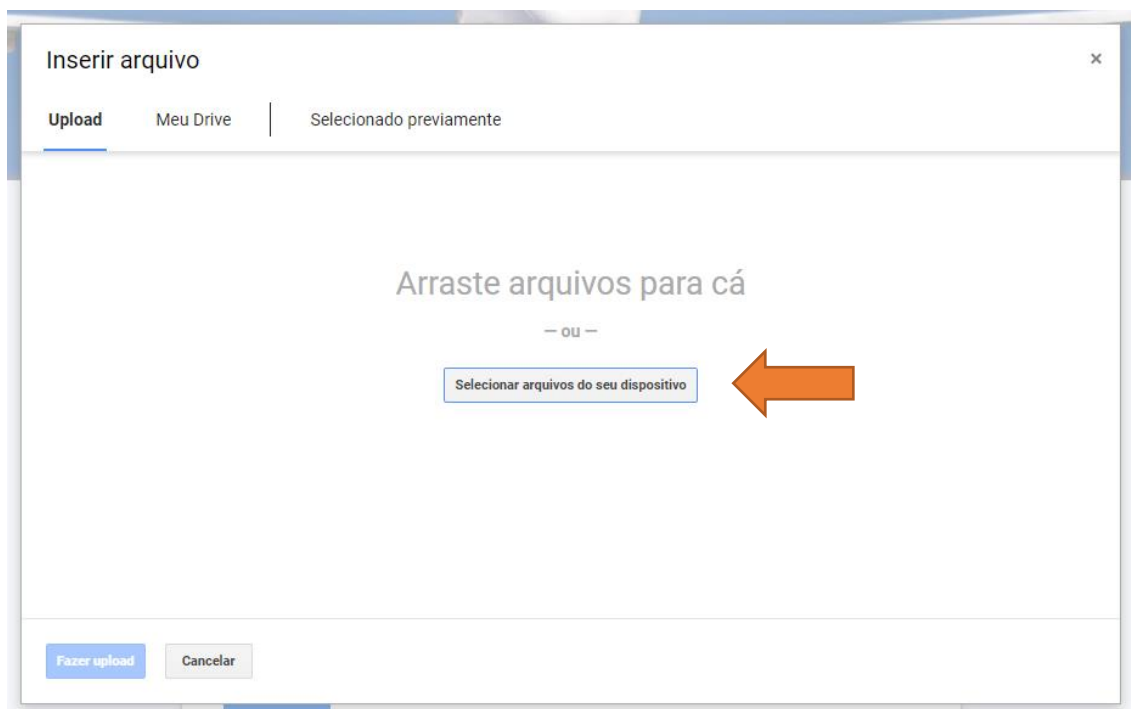 Inserir arquivo ×
Upload Meu Drive Selecionado previamente
Arraste arquivos para cá
— ou —
Selecionar arquivos do seu dispositivo
Fazer upload Cancelar